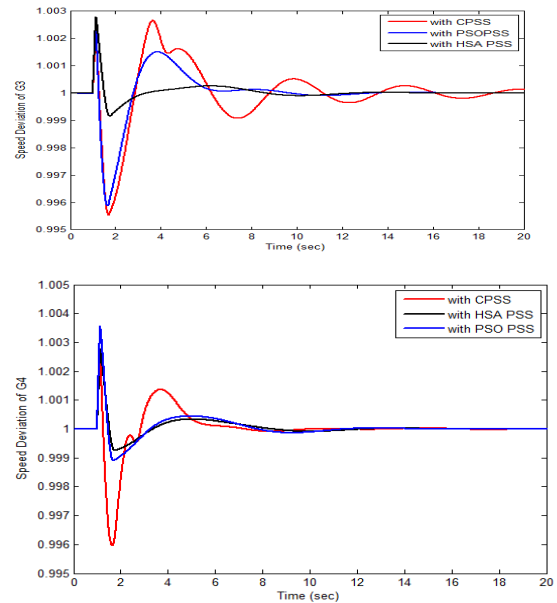 1.003
1.002
1.001
1
0.999
0.998
0.997
0.996
0.995
Speed Deviation of G3
with CPSS
with PSOPSS
with HSA PSS
0 2 4 6 8 10 12 14 16 18 20
Time (sec)
1.005
1.004
1.003
1.002
1.001
1
0.999
0.998
0.997
0.996
0.995
Speed Deviation of G4
with CPSS
with HSA PSS
with PSO PSS
0 2 4 6 8 10 12 14 16 18 20
Time (sec)